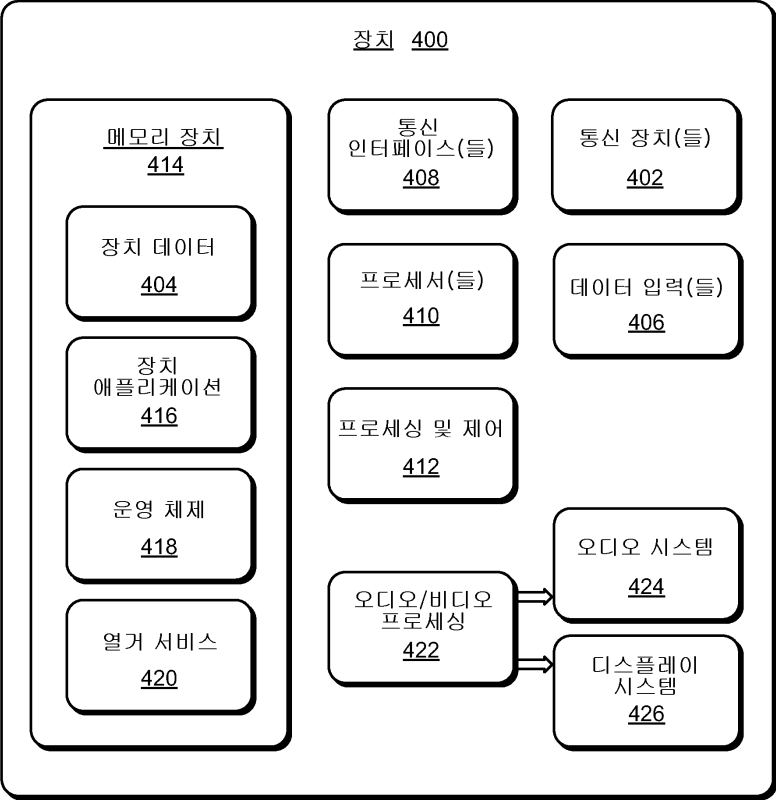 장치 400
메모리 장치
414
장치 데이터
404
장치
애플리케이션
416
운영 체제
418
열거 서비스
420
통신
인터페이스(들)
408
통신 장치(들)
402
프로세서(들)
410
데이터 입력(들)
406
프로세싱 및 제어
412
오디오/비디오
프로세싱
422
오디오 시스템
424
디스플레이
시스템
426